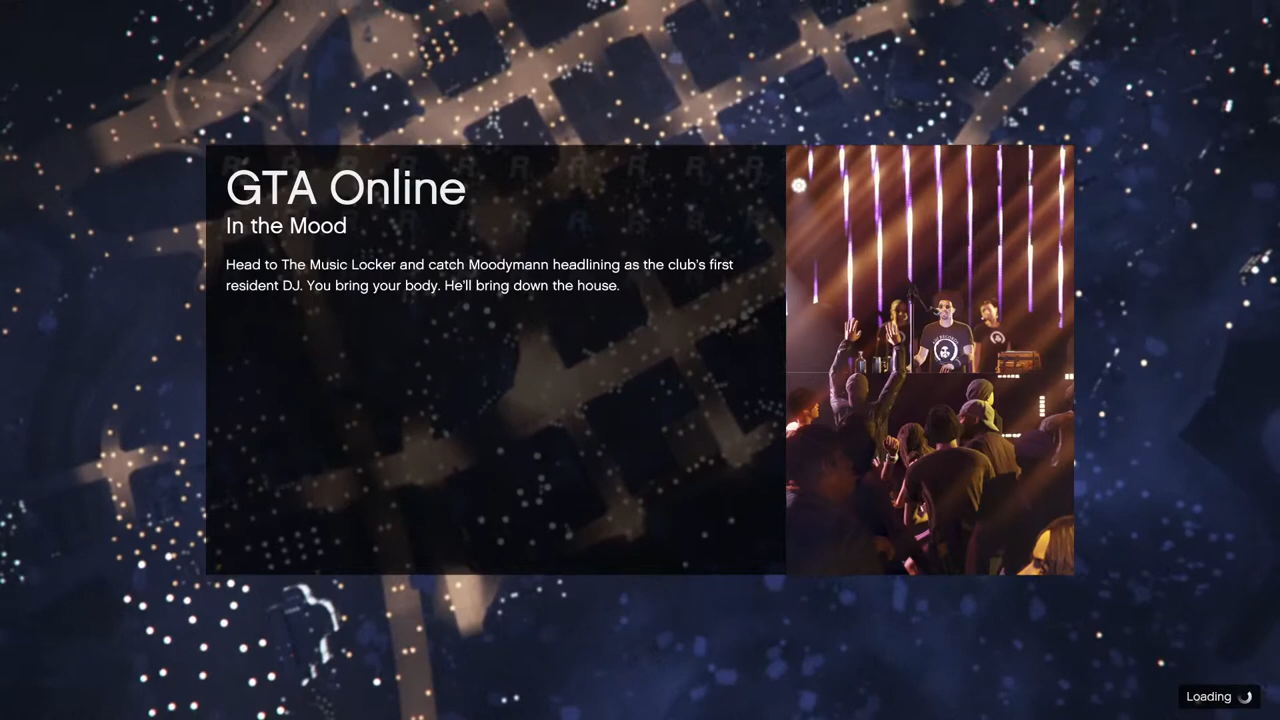 GTA Online
In the Mood
Head to The Music Locker and catch Moodymann headlining as the club's first
resident DJ. You bring your body. He'll bring down the house.
Loading